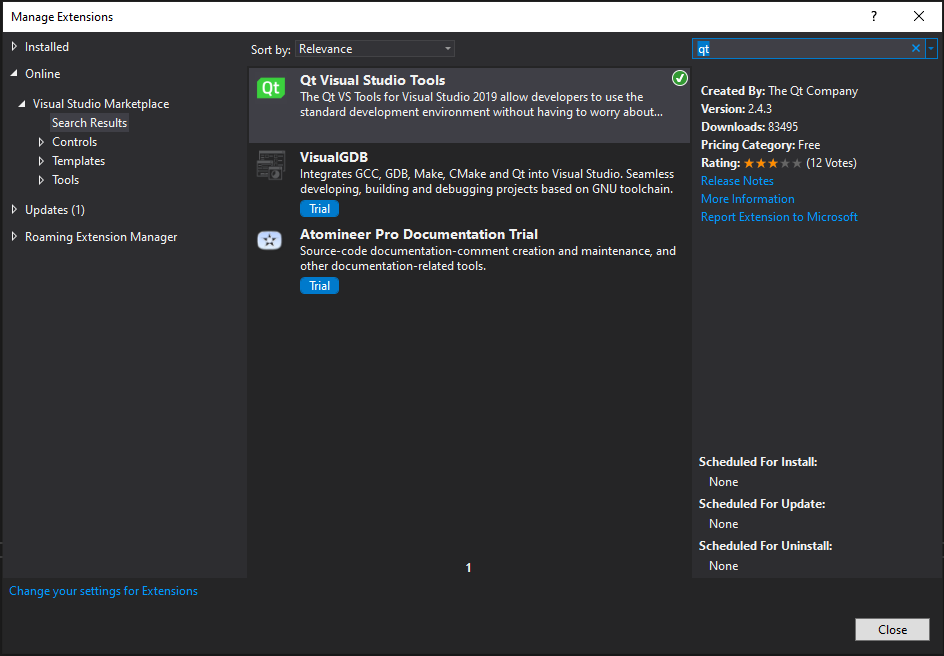 Manage Extensions
?
Installed
Online
Visual Studio Marketplace
Search Results
Controls
Templates
Tools
Updates (1)
Roaming Extension Manager
Sort by: Relevance
Qt
Qt Visual Studio Tools
The Qt VS Tools for Visual Studio 2019 allow developers to use the
standard development environment without having to worry about...
VisualGDB
Integrates GCC, GDB, Make, CMake and Qt into Visual Studio. Seamless
developing, building and debugging projects based on GNU toolchain.
Trial
Atomineer Pro Documentation Trial
Source-code documentation-comment creation and maintenance, and
other documentation-related tools.
Trial
1
qt
Created By: The Qt Company
Version: 2.4.3
Downloads: 83495
Pricing Category: Free
Rating: (12 Votes)
Release Notes
More Information
Report Extension to Microsoft
Scheduled For Install:
None
Scheduled For Update:
None
Scheduled For Uninstall:
None
Change your settings for Extensions
Close